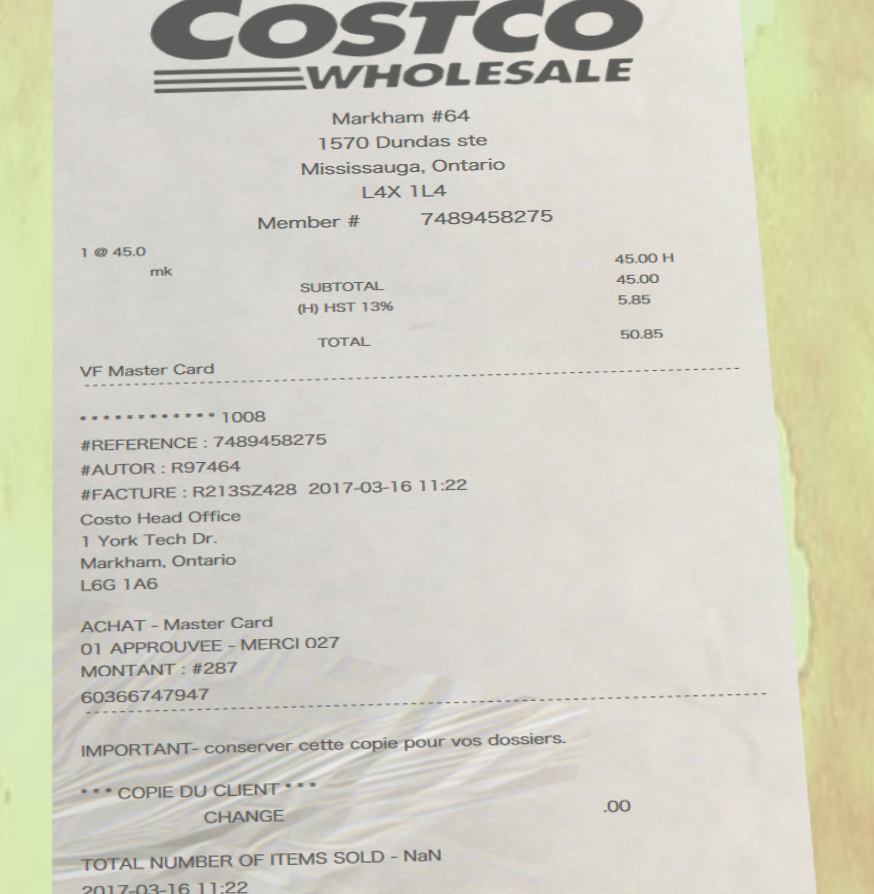 COSTCO
WHOLESALE
Markham #64
1570 Dundas ste
Mississauga, Ontario
L4X 1L4
Member # 7489458275
1 @ 45.0
mk 45.00 H
SUBTOTAL 45.00
(H) HST 13% 5.85
TOTAL 50.85
VF Master Card
* * * * * * * * * * * * 1008
#REFERENCE : 7489458275
#AUTOR : R97464
#FACTURE : R213SZ428 2017-03-16 11:22
Costo Head Office
1 York Tech Dr.
Markham, Ontario
L6G 1A6
ACHAT - Master Card
01 APPROUVEE - MERCI 027
MONTANT : #287
60366747947
IMPORTANT- conserver cette copie pour vos dossiers.
* * * COPIE DU CLIENT * * *
CHANGE .00
TOTAL NUMBER OF ITEMS SOLD - NaN
2017-03-16 11:22